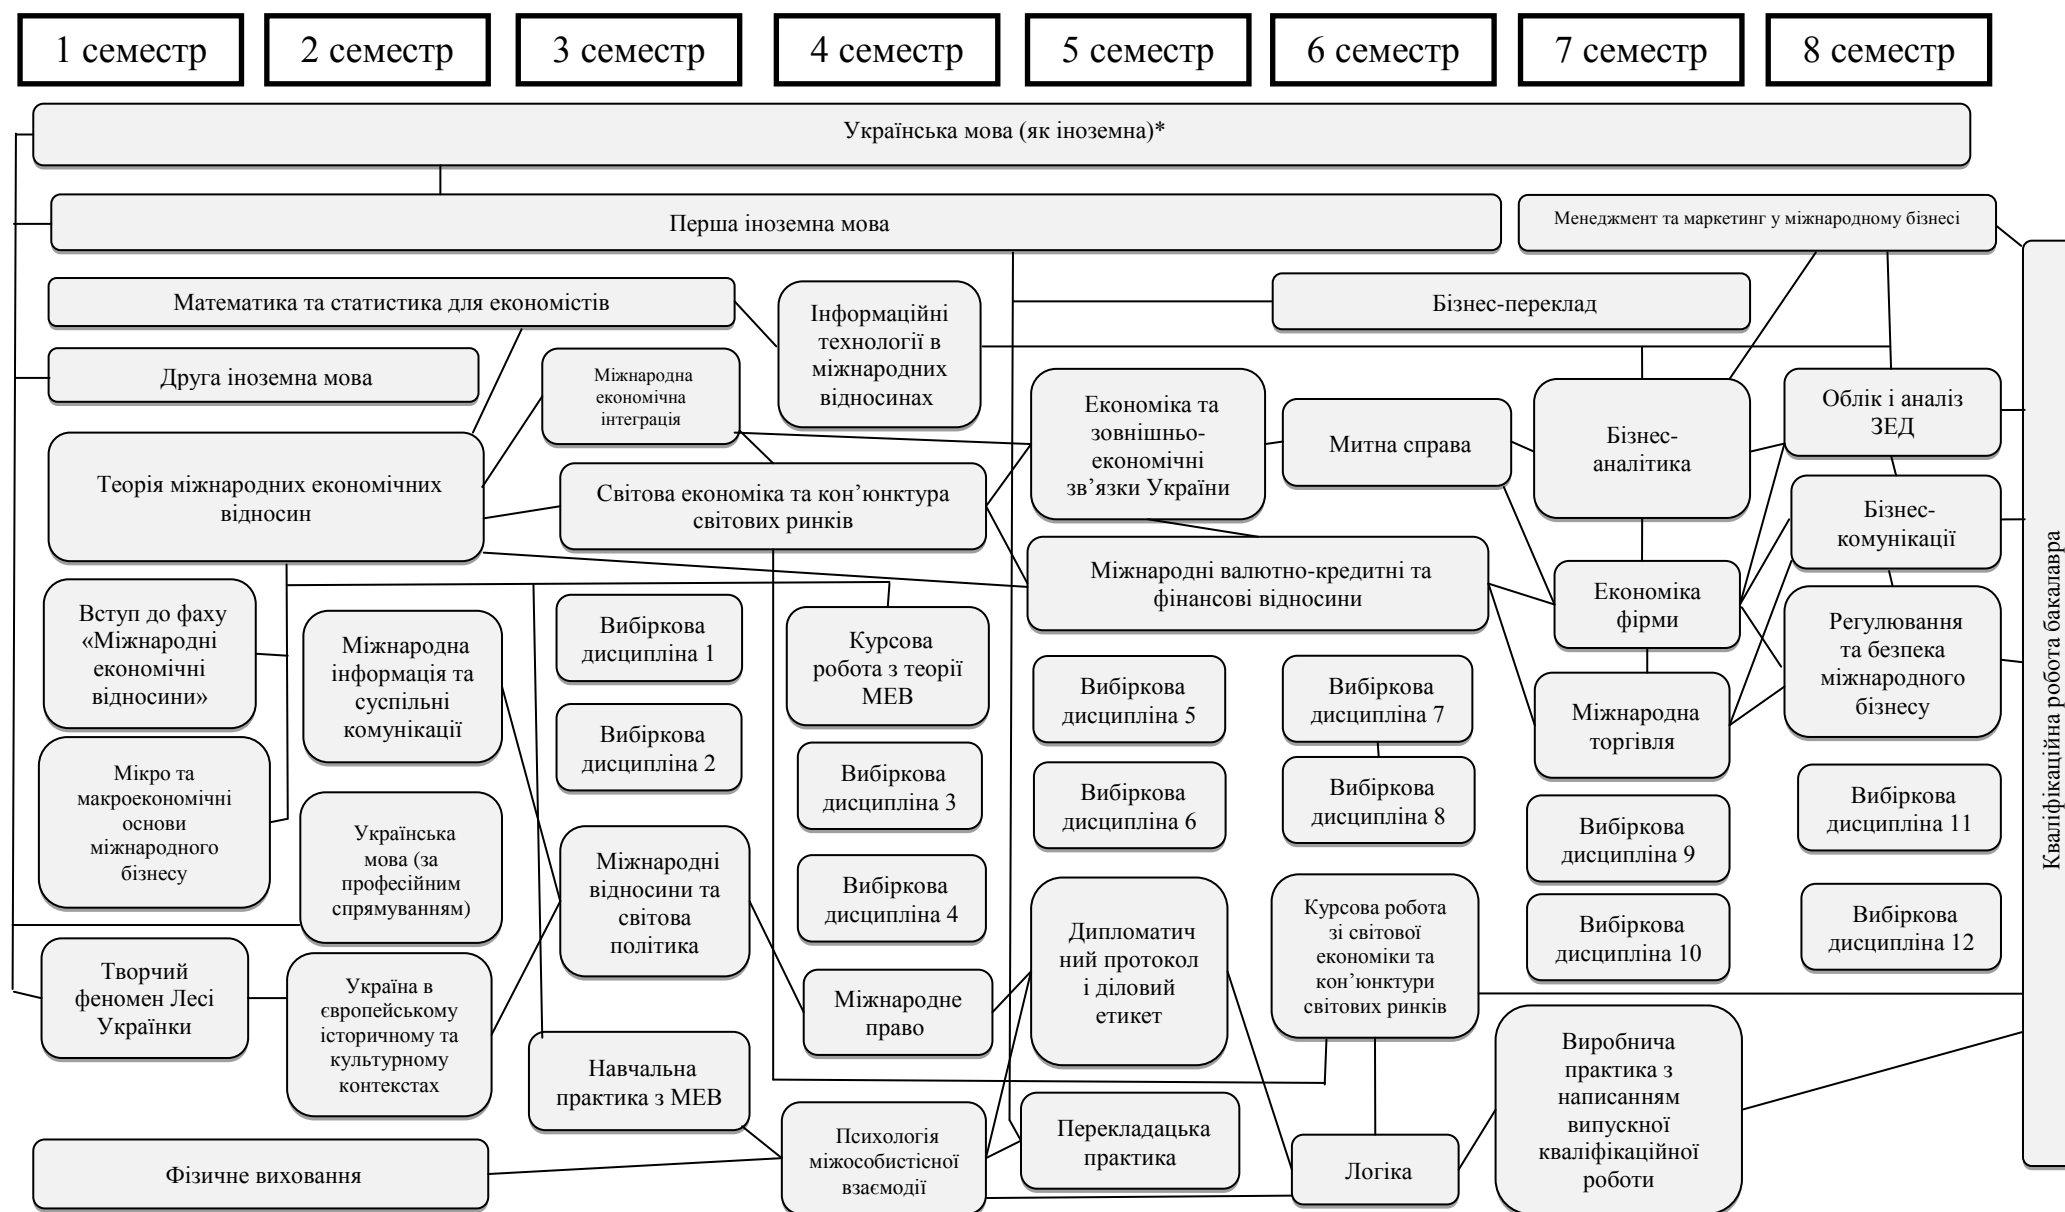 1 семестр
2 семестр
3 семестр
4 семестр
5 семестр
6 семестр
7 семестр
8 семестр
Українська мова (як іноземна)*
Перша іноземна мова
Менеджмент та маркетинг у міжнародному бізнесі
Математика та статистика для економістів
Інформаційні
технології в
міжнародних
відносинах
Бізнес-переклад
Друга іноземна мова
Міжнародна
економічна
інтеграція
Економіка та
зовнішньо-
економічні
зв’язки України
Митна справа
Бізнес-
аналітика
Облік і аналіз
ЗЕД
Теорія міжнародних економічних
відносин
Світова економіка та кон’юнктура
світових ринків
Бізнес-
комунікації
Міжнародні валютно-кредитні та
фінансові відносини
Економіка
фірми
Регулювання
та безпека
міжнародного
бізнесу
Кваліфікаційна робота бакалавра
Вступ до фаху
«Міжнародні
економічні
відносини»
Міжнародна
інформація та
суспільні
комунікації
Вибіркова
дисципліна 1
Курсова
робота з теорії
МЕВ
Вибіркова
дисципліна 5
Вибіркова
дисципліна 7
Міжнародна
торгівля
Вибіркова
дисципліна 2
Мікро та
макроекономічні
основи
міжнародного
бізнесу
Вибіркова
дисципліна 3
Вибіркова
дисципліна 6
Вибіркова
дисципліна 8
Вибіркова
дисципліна 9
Вибіркова
дисципліна 11
Українська
мова (за
професійним
спрямуванням)
Міжнародні
відносини та
світова
політика
Вибіркова
дисципліна 4
Дипломатич
ний протокол
і діловий
етикет
Курсова робота
зі світової
економіки та
кон’юнктури
світових ринків
Вибіркова
дисципліна 10
Вибіркова
дисципліна 12
Творчий
феномен Лесі
Українки
Україна в
європейському
історичному та
культурному
контекстах
Міжнародне
право
Навчальна
практика з МЕВ
Виробнича
практика з
написанням
випускної
кваліфікаційної
роботи
Фізичне виховання
Психологія
міжособистісної
взаємодії
Перекладацька
практика
Логіка